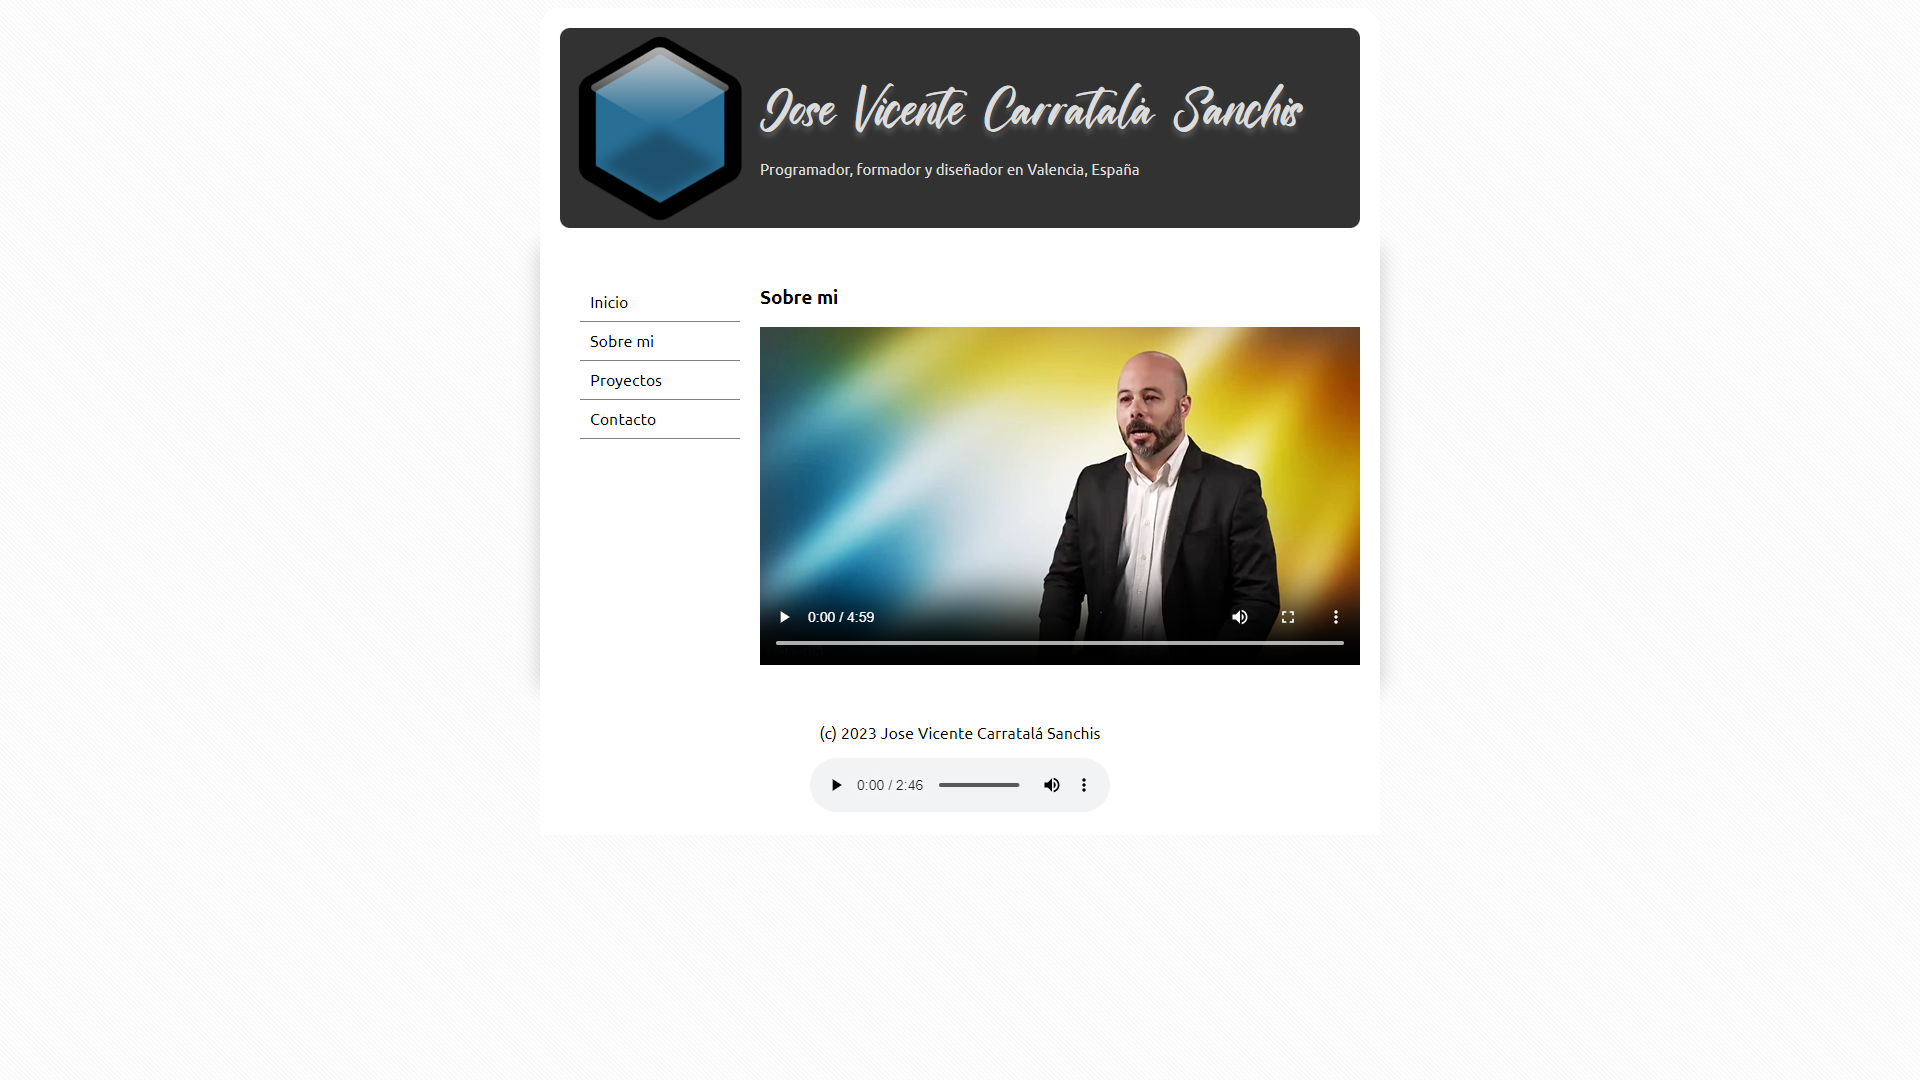 Jose Vicente Carratalá Sanchis
Programador, formador y diseñador en Valencia, España
Inicio
Sobre mi
Proyectos
Contacto
Sobre mi
0:00 / 4:59
(c) 2023 Jose Vicente Carratalá Sanchis
0:00 / 2:46